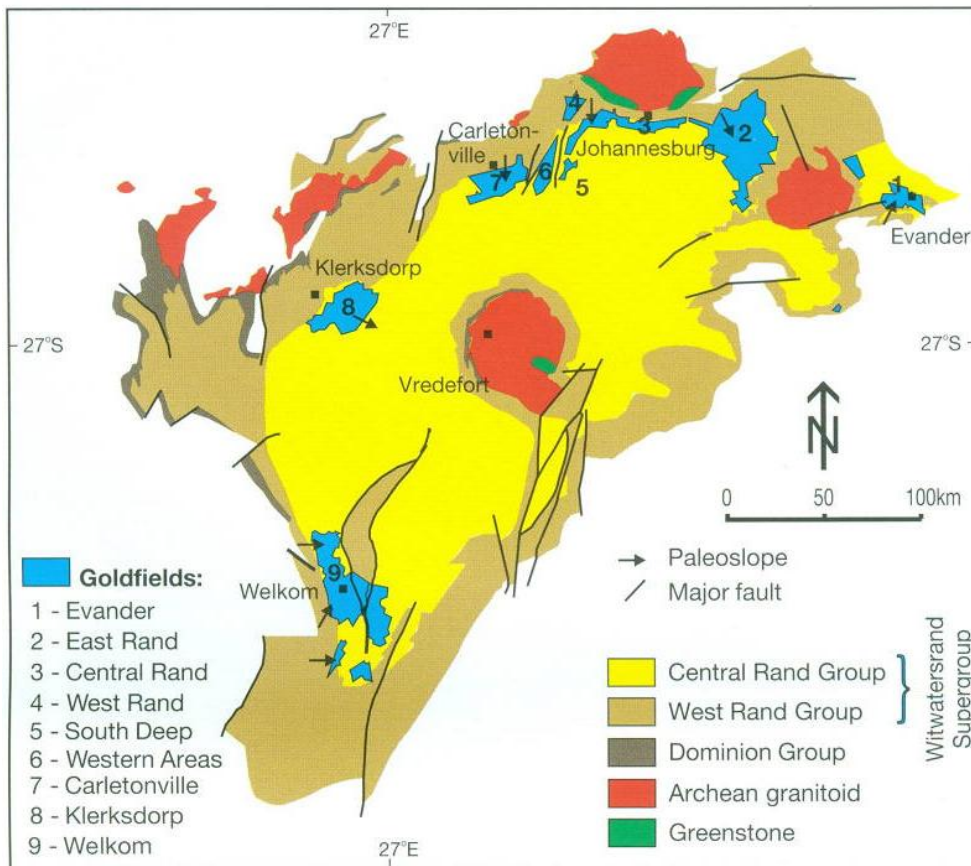 27°E
Carleton-
ville
4
3
2
Johannesburg
7
6
5
1
Evander
Klerksdorp
8
27°S
27°S
Vredefort
N
0 50 100km
Paleoslope
Major fault
Goldfields:
1 - Evander
2 - East Rand
3 - Central Rand
4 - West Rand
5 - South Deep
6 - Western Areas
7 - Carletonville
8 - Klerksdorp
9 - Welkom
Welkom
9
Central Rand Group
West Rand Group
Dominion Group
Archean granitoid
Greenstone
Witwatersrand
Supergroup
27°E